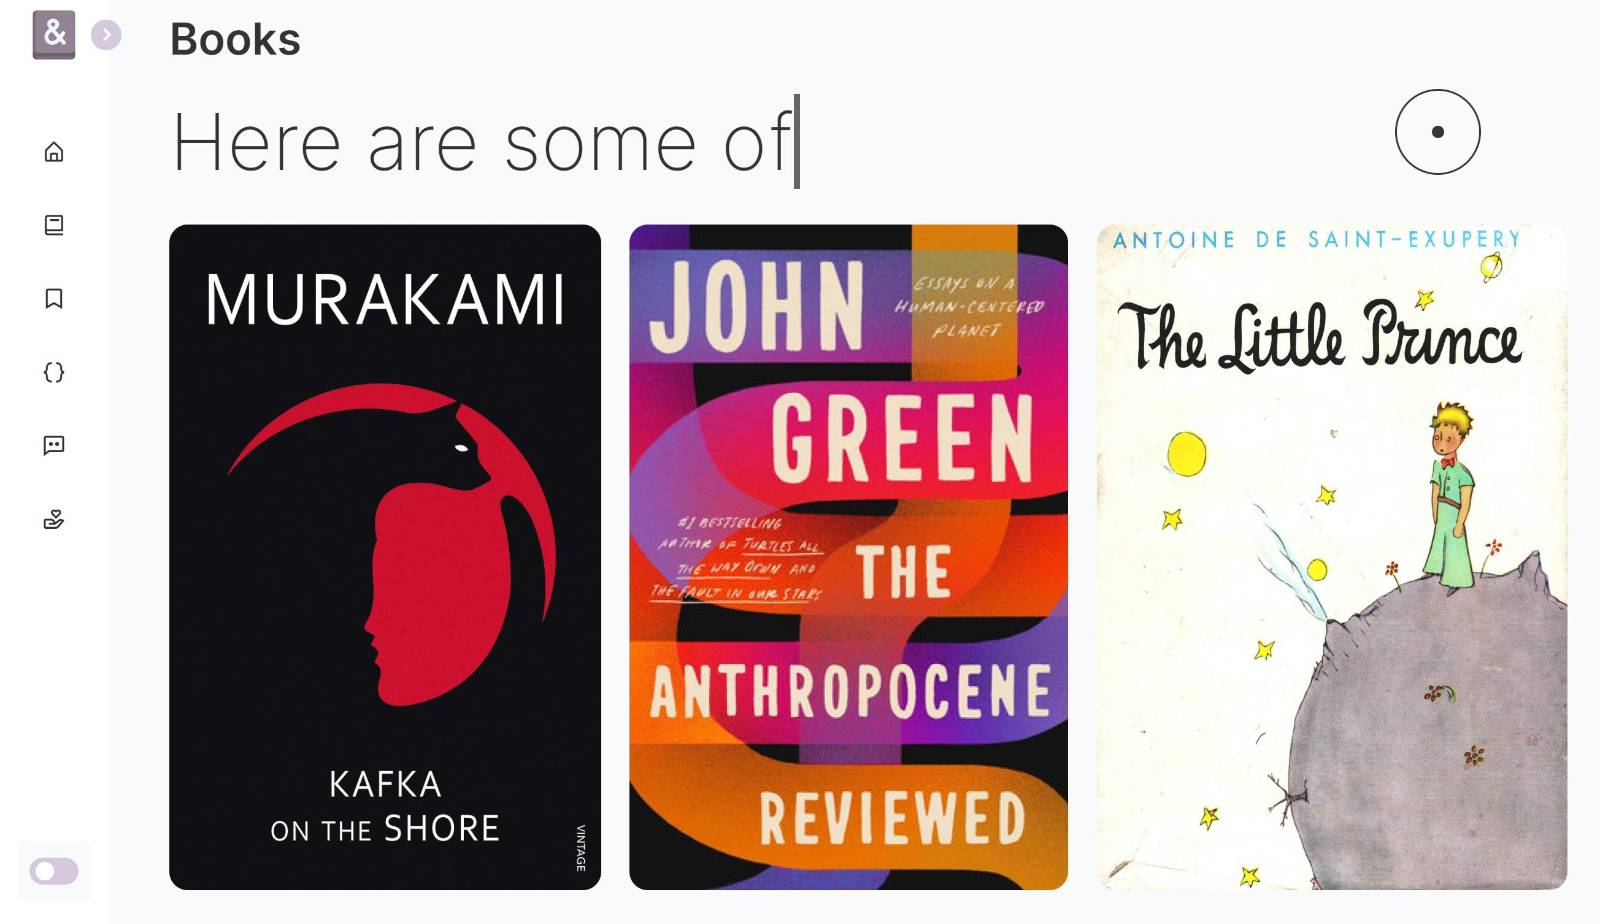 &
Books
Here are some of
MURAKAMI
KAFKA
ON THE SHORE
VINTAGE
JOHN
ESSAYS ON A
HUMAN-CENTERED
PLANET
GREEN
#1 BESTSELLING
AUTHOR OF TURTLES ALL
THE WAY DOWN AND
THE FAULT IN OUR STARS
THE
ANTHROPOCENE
REVIEWED
ANTOINE DE SAINT-EXUPERY
The Little Prince